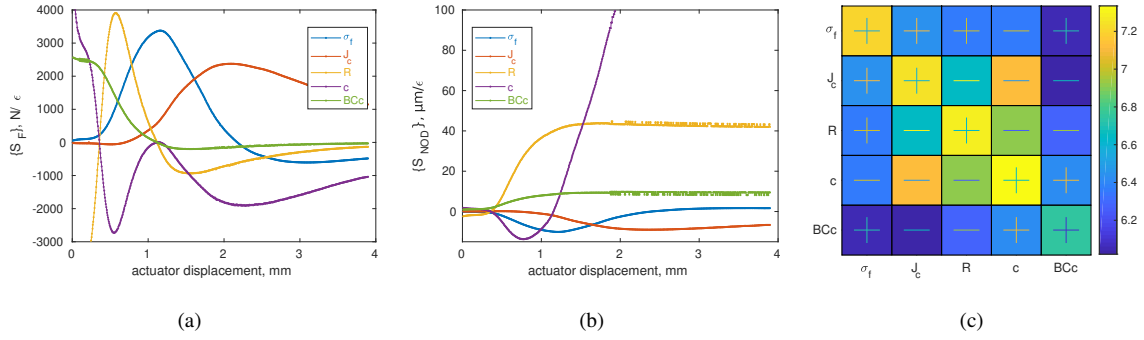 {S_F}, N/ ϵ
4000
3000
2000
1000
0
-1000
-2000
-3000
0 1 2 3 4
actuator displacement, mm
σ_f
J_c
R
c
BCc
(a)
{S_NOD}, μm/ϵ
100
80
60
40
20
0
0 1 2 3 4
actuator displacement, mm
σ_f
J_c
R
c
BCc
(b)
σ_f + + + − +
J_c + + − − −
R + − + − −
c − − − + +
BCc + − − + +
σ_f J_c R c BCc
7.2
7
6.8
6.6
6.4
6.2
(c)